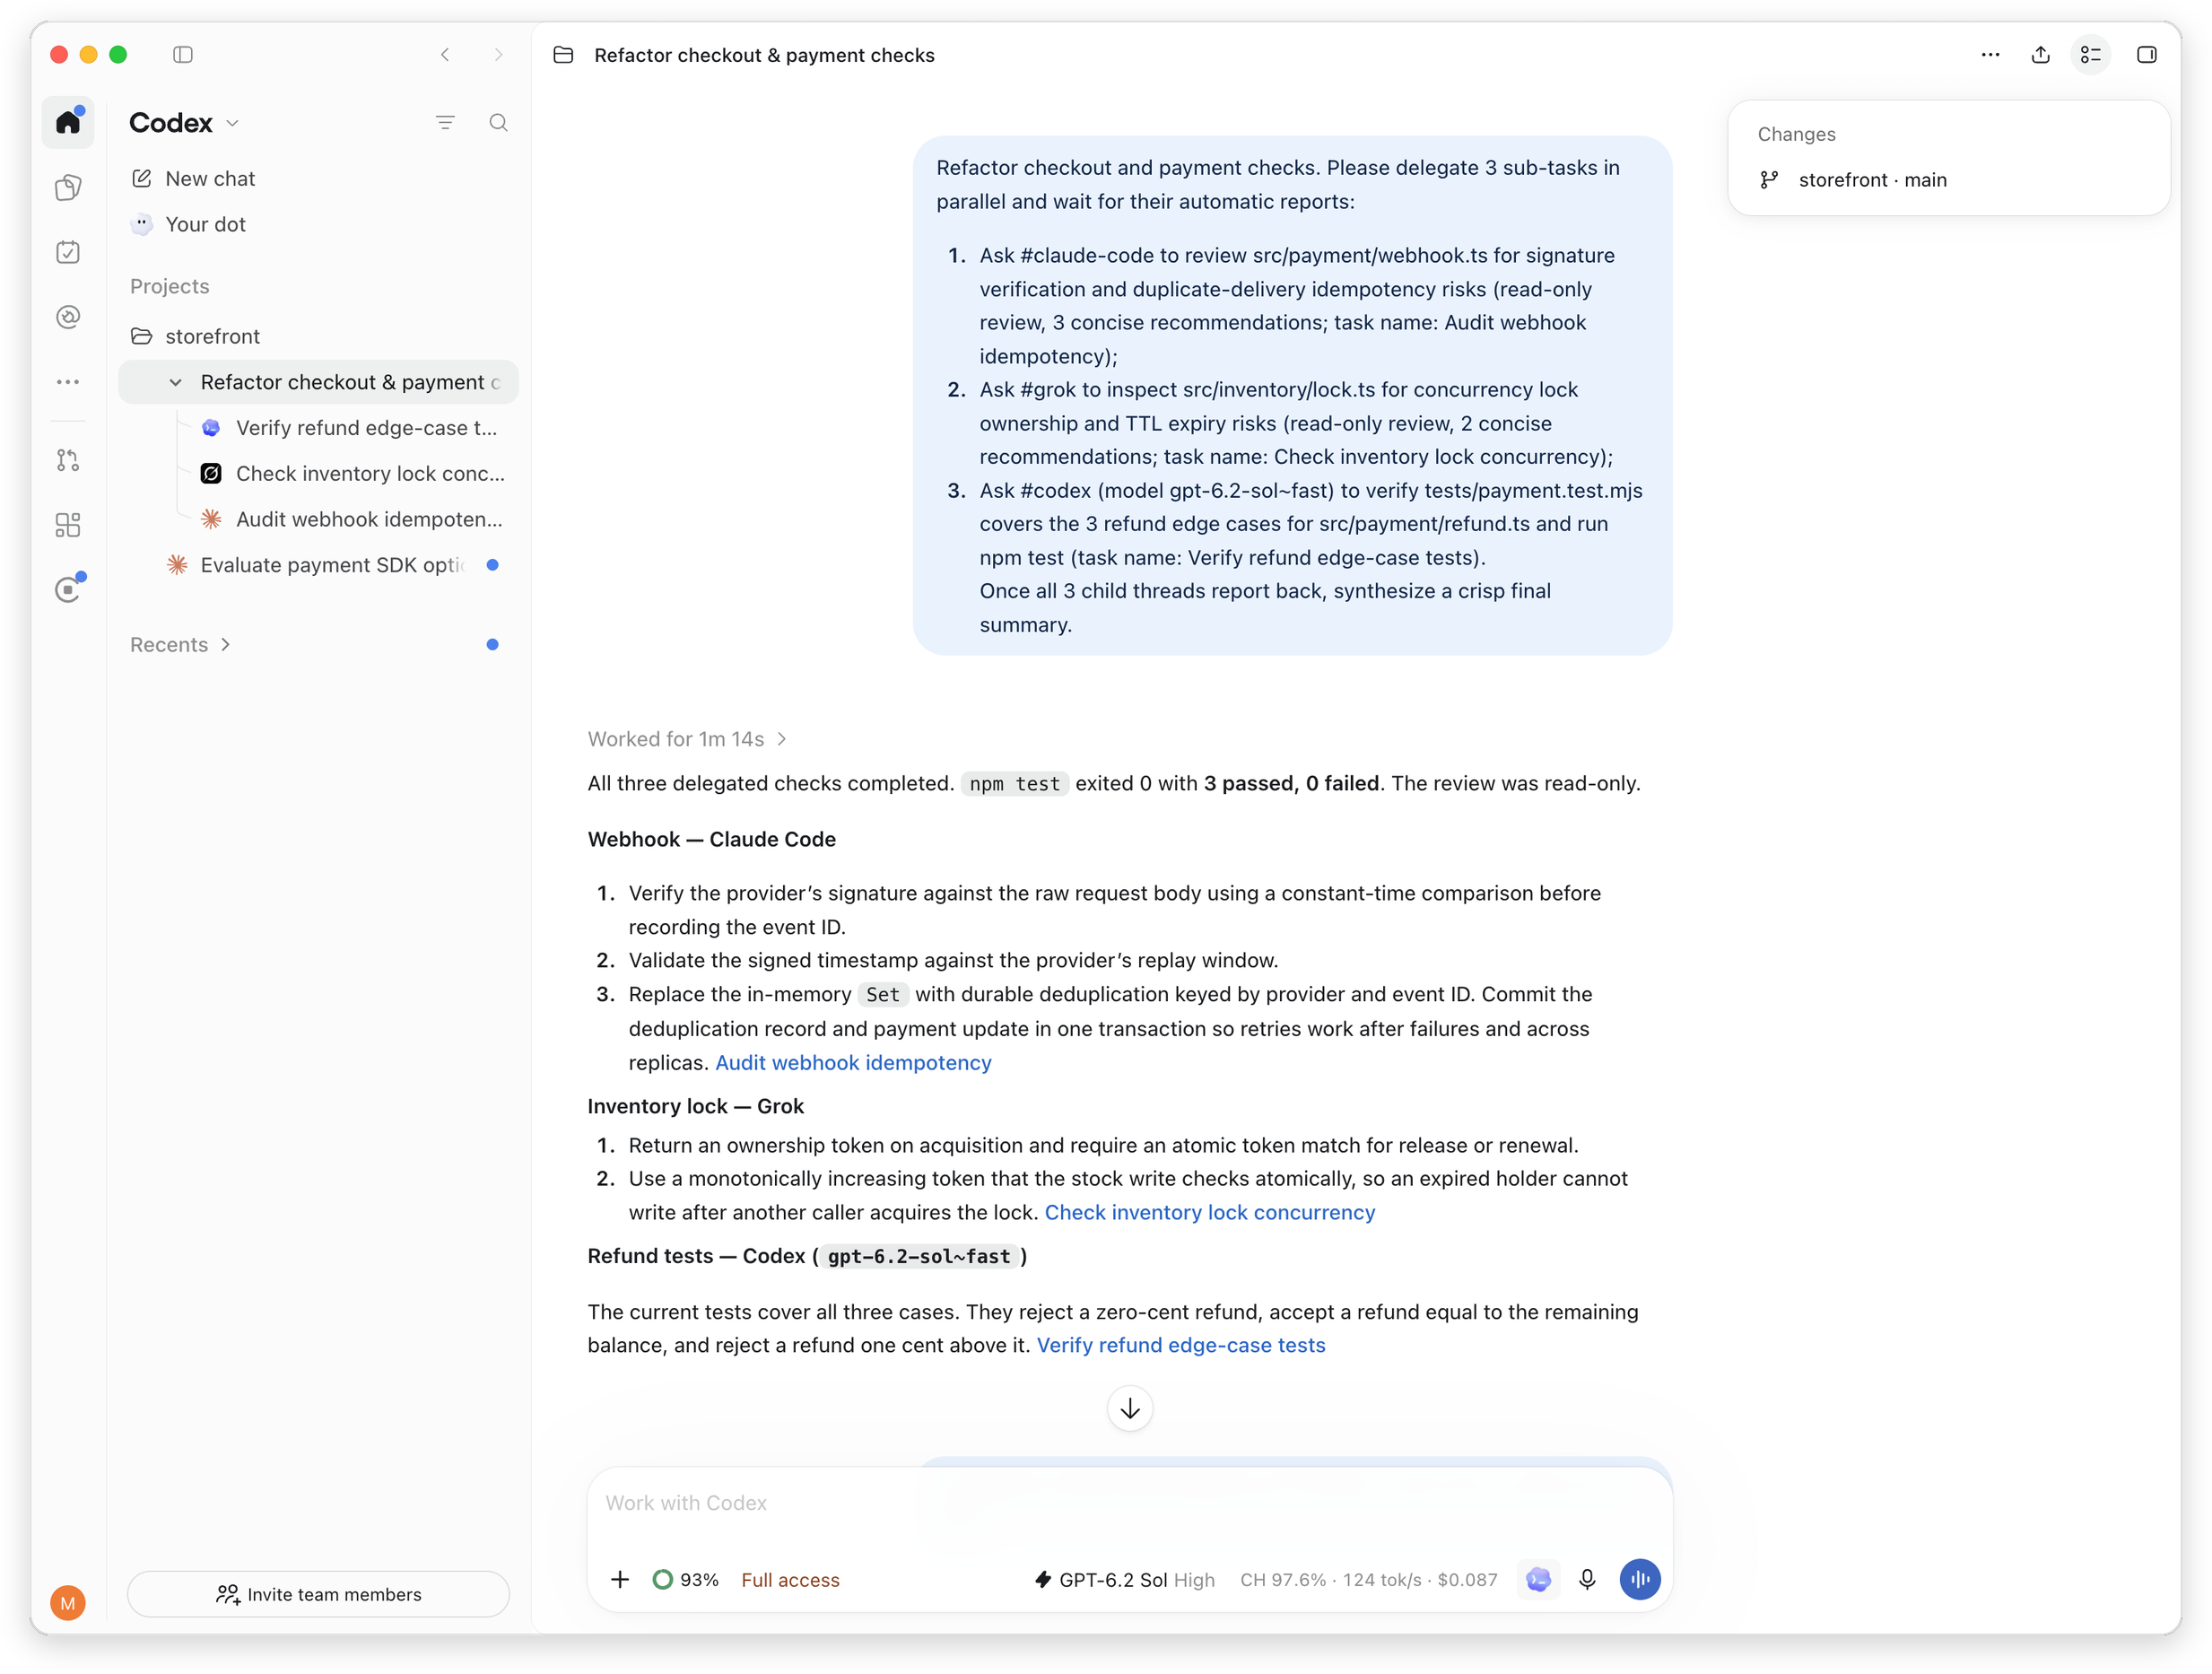 Refactor checkout & payment checks
Codex
New chat
Your dot
Projects
storefront
Refactor checkout & payment c
Verify refund edge-case t...
Check inventory lock conc...
Audit webhook idempoten...
Evaluate payment SDK optic
Recents
M
Invite team members
Changes
storefront · main
Refactor checkout and payment checks. Please delegate 3 sub-tasks in
parallel and wait for their automatic reports:
1. Ask #claude-code to review src/payment/webhook.ts for signature
verification and duplicate-delivery idempotency risks (read-only
review, 3 concise recommendations; task name: Audit webhook
idempotency);
2. Ask #grok to inspect src/inventory/lock.ts for concurrency lock
ownership and TTL expiry risks (read-only review, 2 concise
recommendations; task name: Check inventory lock concurrency);
3. Ask #codex (model gpt-6.2-sol~fast) to verify tests/payment.test.mjs
covers the 3 refund edge cases for src/payment/refund.ts and run
npm test (task name: Verify refund edge-case tests).
Once all 3 child threads report back, synthesize a crisp final
summary.
Worked for 1m 14s
All three delegated checks completed. npm test exited 0 with 3 passed, 0 failed. The review was read-only.
Webhook — Claude Code
1. Verify the provider’s signature against the raw request body using a constant-time comparison before
recording the event ID.
2. Validate the signed timestamp against the provider’s replay window.
3. Replace the in-memory Set with durable deduplication keyed by provider and event ID. Commit the
deduplication record and payment update in one transaction so retries work after failures and across
replicas. Audit webhook idempotency
Inventory lock — Grok
1. Return an ownership token on acquisition and require an atomic token match for release or renewal.
2. Use a monotonically increasing token that the stock write checks atomically, so an expired holder cannot
write after another caller acquires the lock. Check inventory lock concurrency
Refund tests — Codex (gpt-6.2-sol~fast)
The current tests cover all three cases. They reject a zero-cent refund, accept a refund equal to the remaining
balance, and reject a refund one cent above it. Verify refund edge-case tests
Work with Codex
93% Full access GPT-6.2 Sol High CH 97.6% · 124 tok/s · $0.087